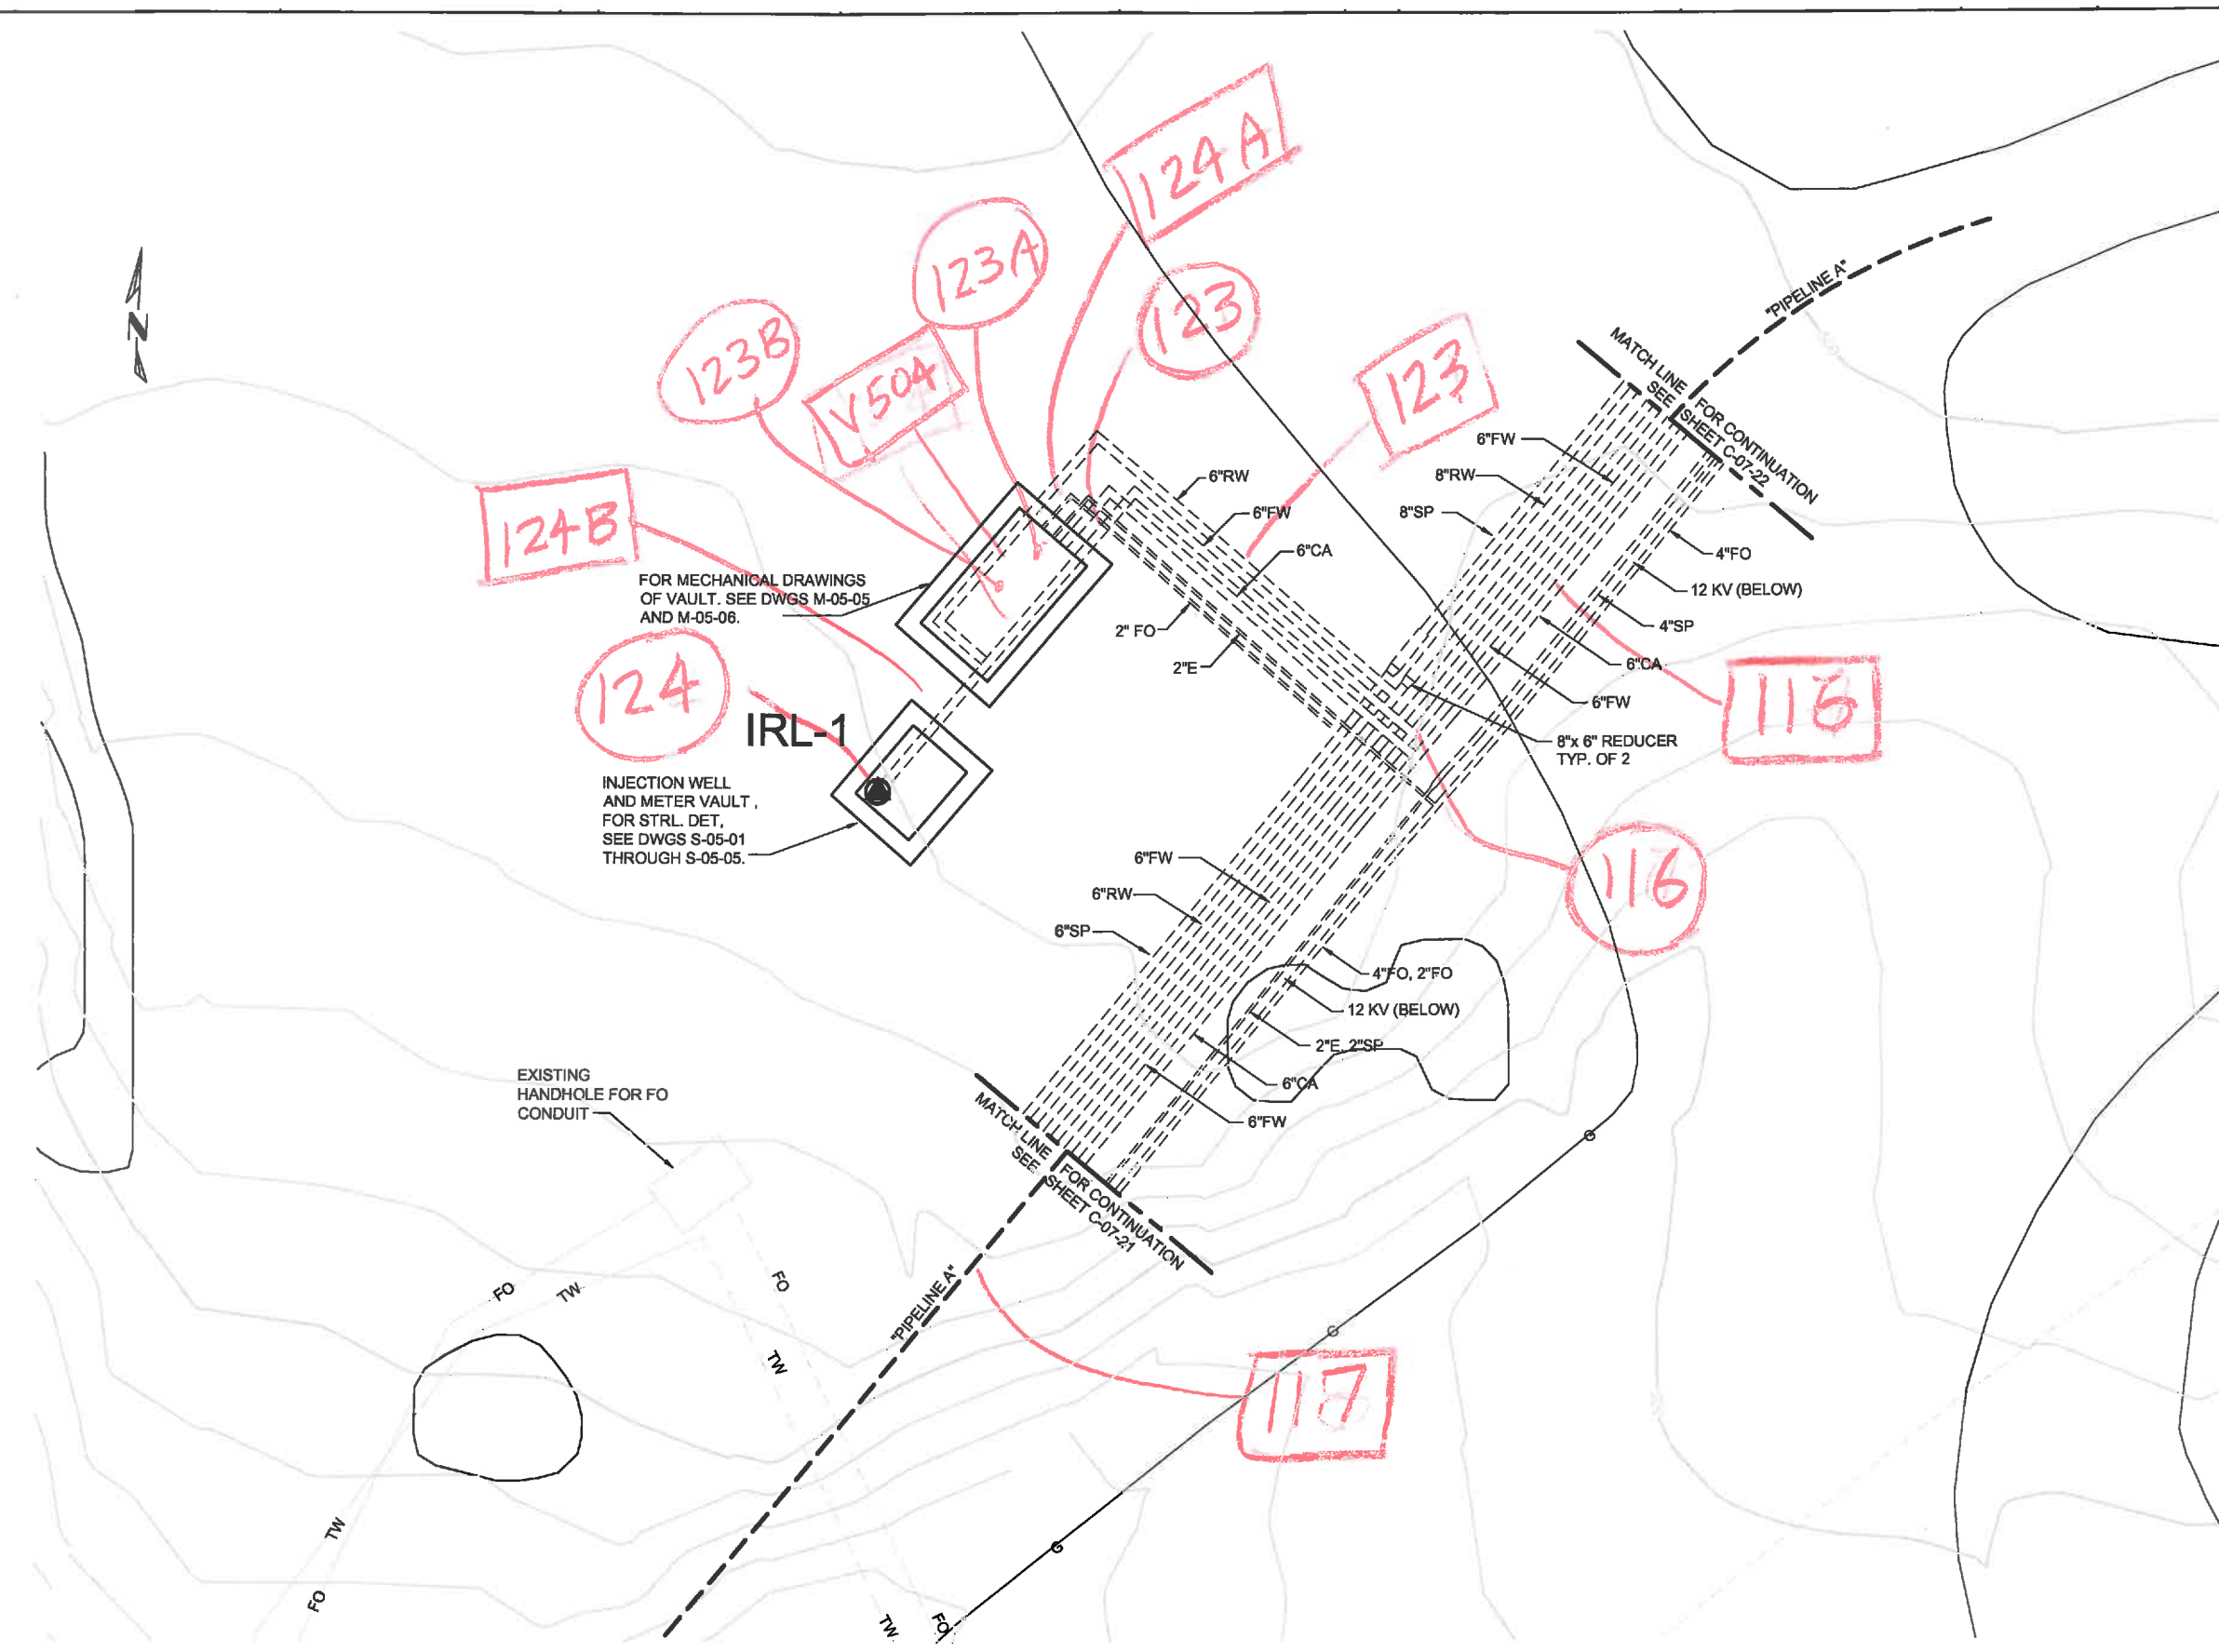 124A
123A
123
123B
V504
123
124B
N
"PIPELINE A"
MATCH LINE
SEE
FOR CONTINUATION
SHEET C-07-22
6"FW
8"RW
8"SP
6"RW
6"FW
6"CA
2" FO
2"E
4"FO
12 KV (BELOW)
4"SP
6"CA
6"FW
8"x 6" REDUCER
TYP. OF 2
FOR MECHANICAL DRAWINGS
OF VAULT. SEE DWGS M-05-05
AND M-05-06.
124
IRL-1
INJECTION WELL
AND METER VAULT,
FOR STRL. DET,
SEE DWGS S-05-01
THROUGH S-05-05.
116
6"FW
6"RW
6"SP
4"FO, 2"FO
12 KV (BELOW)
2"E, 2"SP
6"CA
6"FW
EXISTING
HANDHOLE FOR FO
CONDUIT
MATCH LINE
SEE
FOR CONTINUATION
SHEET C-07-21
"PIPELINE A"
FO
TW
FO
TW
117
G
G
G
TW
FO
TW
FO